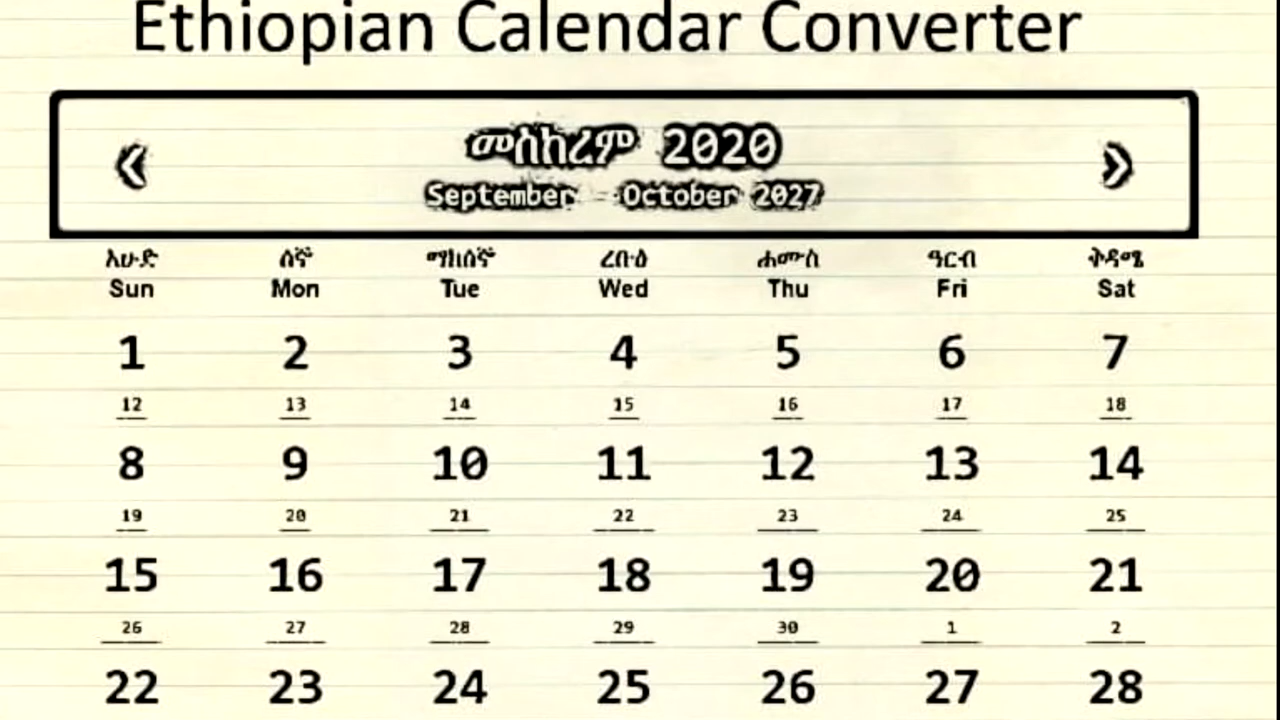 Ethiopian Calendar Converter
‹ መስከረም 2020 ›
September - October 2027
እሁድ ሰኞ ማክሰኞ ረቡዕ ሐሙስ ዓርብ ቅዳሜ
Sun Mon Tue Wed Thu Fri Sat
1 2 3 4 5 6 7
12 13 14 15 16 17 18
8 9 10 11 12 13 14
19 20 21 22 23 24 25
15 16 17 18 19 20 21
26 27 28 29 30 1 2
22 23 24 25 26 27 28